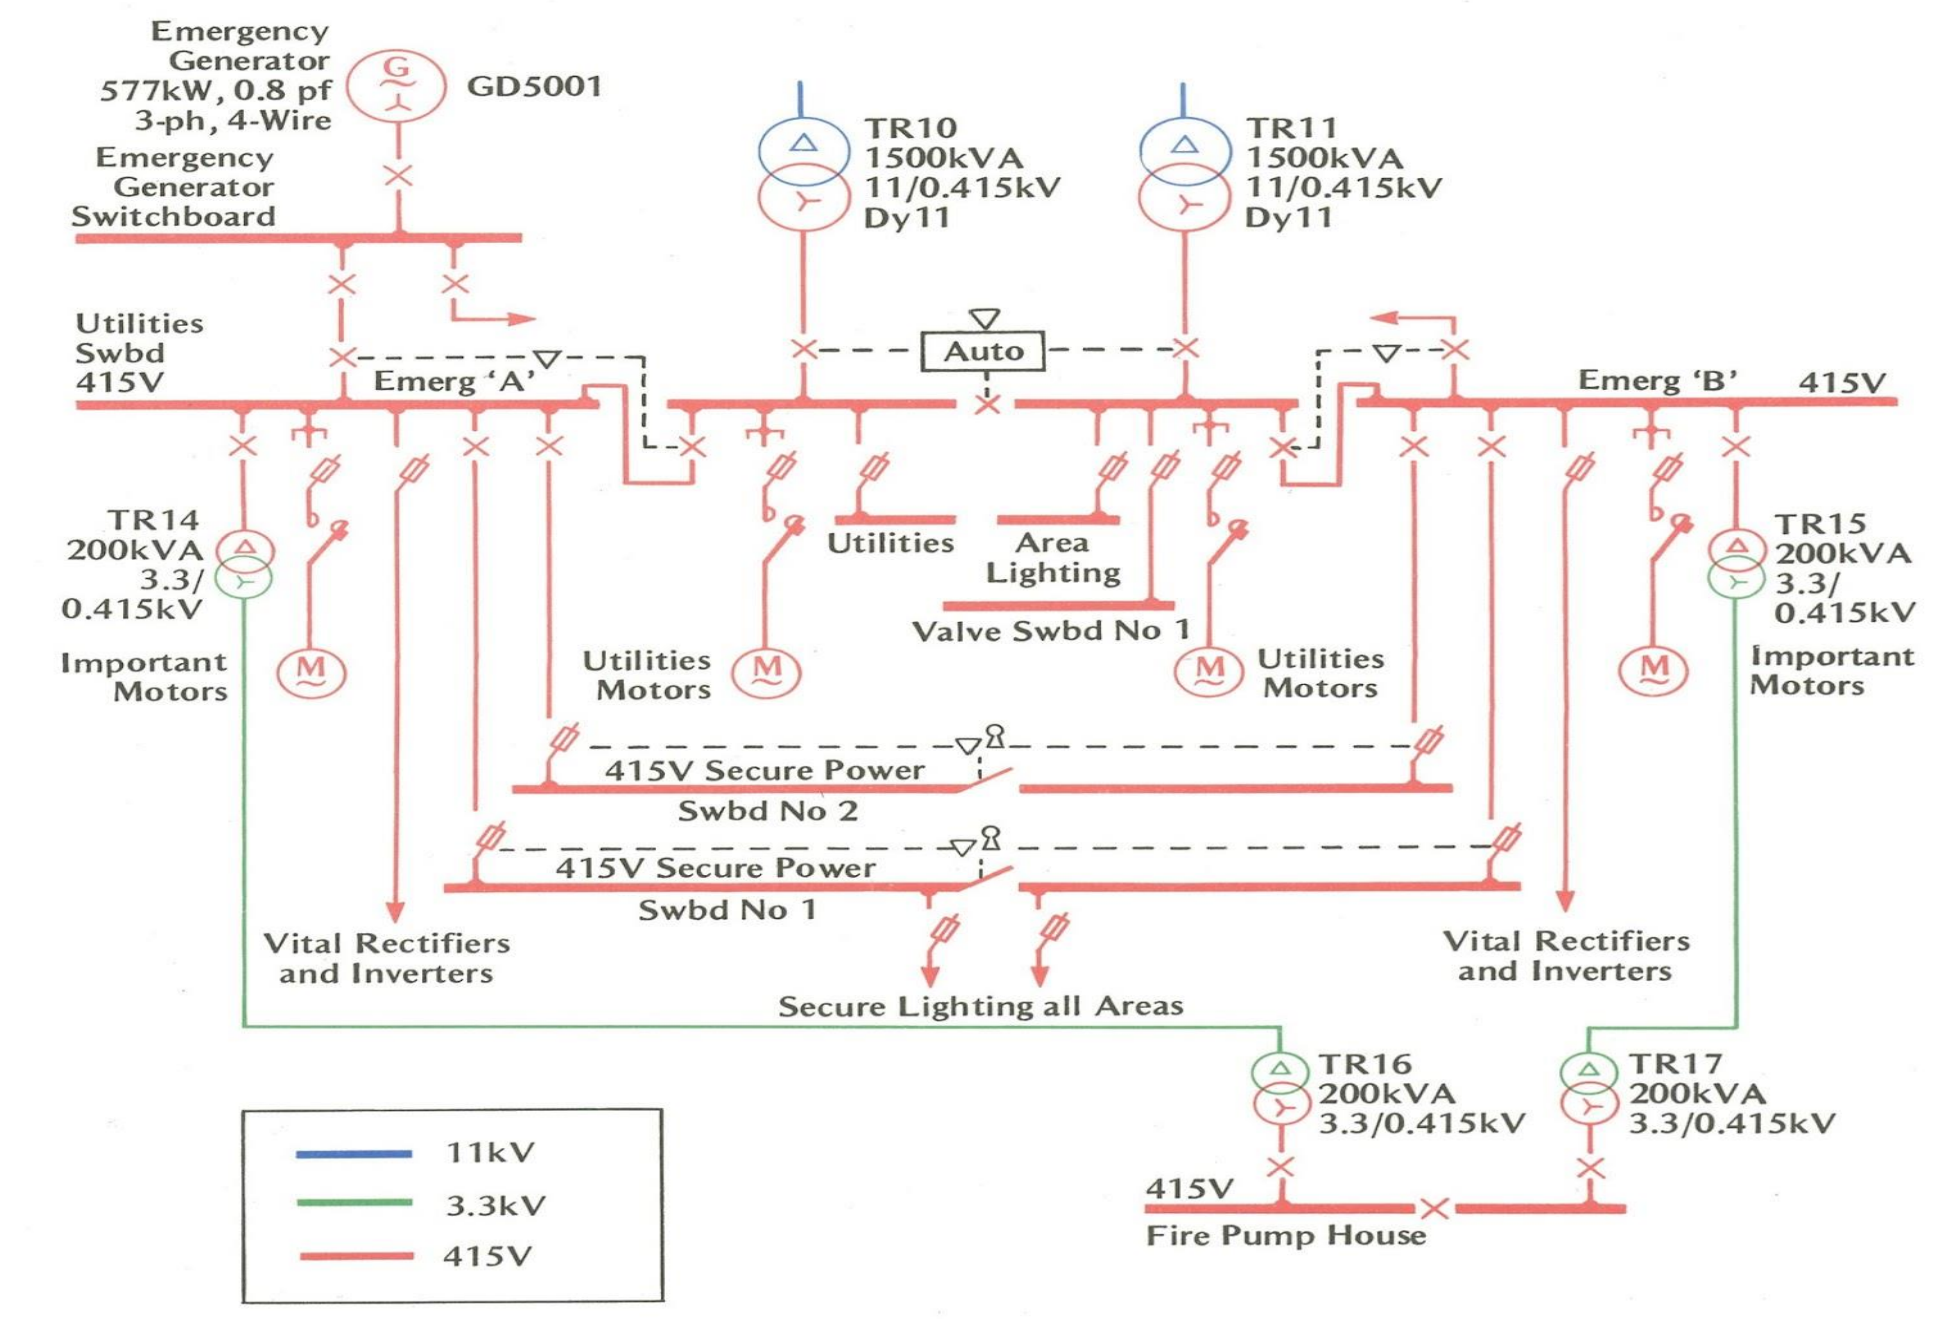 Emergency
Generator
577kW, 0.8 pf
3-ph, 4-Wire
G
GD5001
Emergency
Generator
Switchboard
TR10
1500kVA
11/0.415kV
Dy11
TR11
1500kVA
11/0.415kV
Dy11
Utilities
Swbd
415V
Emerg ‘A’
Auto
Emerg ‘B’
415V
TR14
200kVA
3.3/
0.415kV
Important
Motors
M
Utilities
Motors
M
Utilities
Area
Lighting
Valve Swbd No 1
M
Utilities
Motors
M
TR15
200kVA
3.3/
0.415kV
Important
Motors
415V Secure Power
Swbd No 2
415V Secure Power
Swbd No 1
Vital Rectifiers
and Inverters
Secure Lighting all Areas
Vital Rectifiers
and Inverters
TR16
200kVA
3.3/0.415kV
TR17
200kVA
3.3/0.415kV
415V
Fire Pump House
11kV
3.3kV
415V